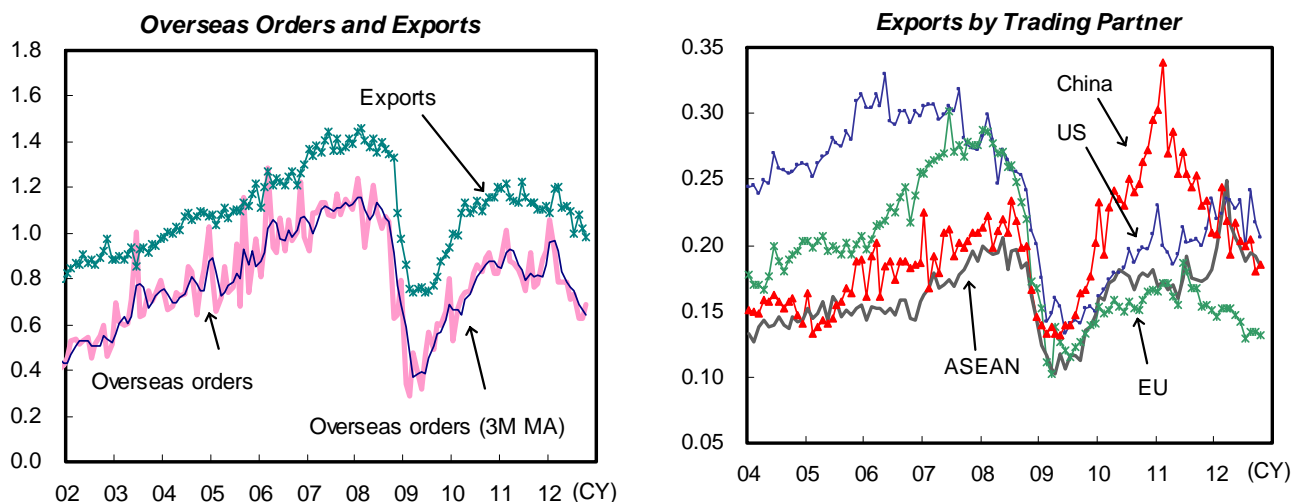 Overseas Orders and Exports
1.8
1.6
1.4
1.2
1.0
0.8
0.6
0.4
0.2
0.0
Exports
Overseas orders
Overseas orders (3M MA)
02 03 04 05 06 07 08 09 10 11 12 (CY)
Exports by Trading Partner
0.35
0.30
0.25
0.20
0.15
0.10
0.05
China
US
ASEAN
EU
04 05 06 07 08 09 10 11 12 (CY)